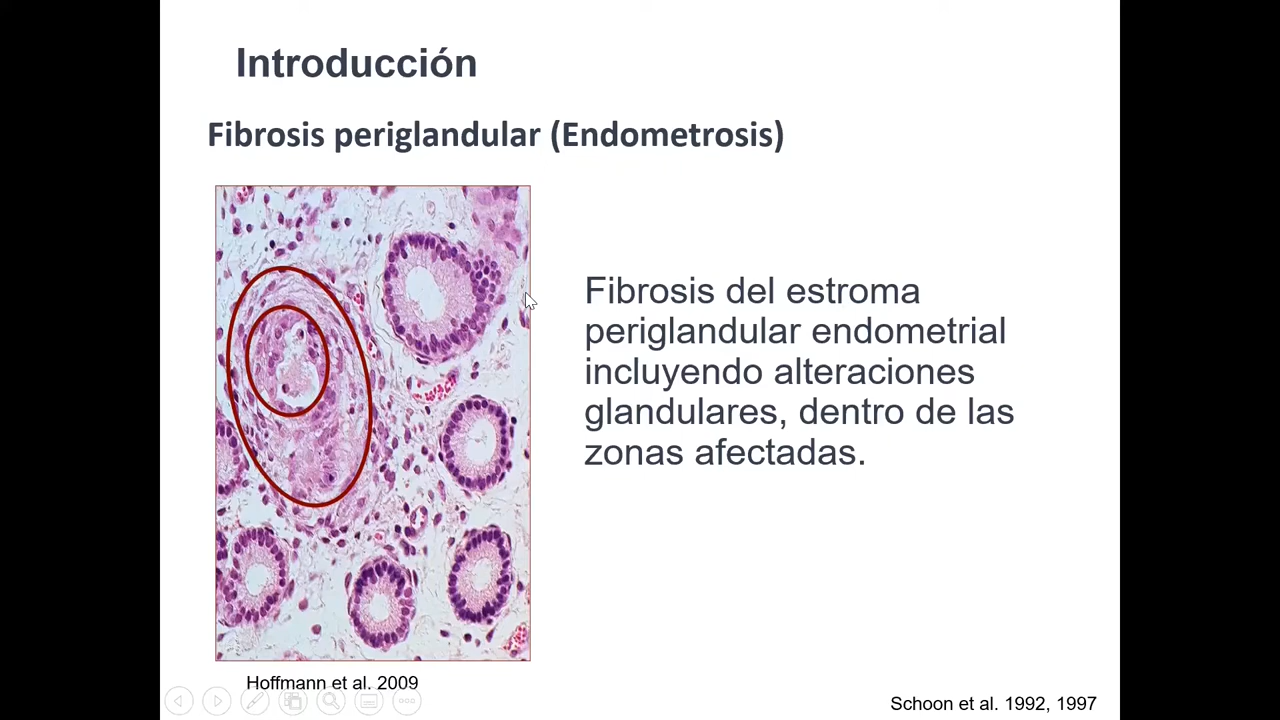 Introducción
Fibrosis periglandular (Endometrosis)
Fibrosis del estroma
periglandular endometrial
incluyendo alteraciones
glandulares, dentro de las
zonas afectadas.
Hoffmann et al. 2009
Schoon et al. 1992, 1997